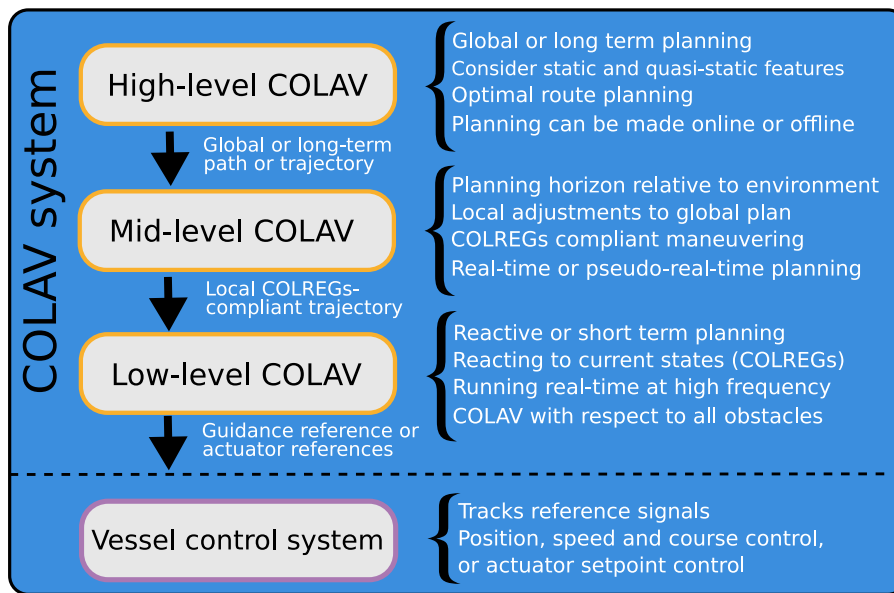 COLAV system
High-level COLAV
Global or long term planning
Consider static and quasi-static features
Optimal route planning
Planning can be made online or offline
Global or long-term
path or trajectory
Mid-level COLAV
Planning horizon relative to environment
Local adjustments to global plan
COLREGs compliant maneuvering
Real-time or pseudo-real-time planning
Local COLREGs-
compliant trajectory
Low-level COLAV
Reactive or short term planning
Reacting to current states (COLREGs)
Running real-time at high frequency
COLAV with respect to all obstacles
Guidance reference or
actuator references
Vessel control system
Tracks reference signals
Position, speed and course control,
or actuator setpoint control